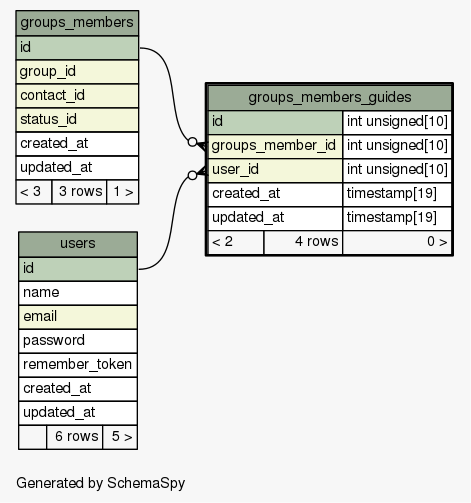 groups_members
id
group_id
contact_id
status_id
created_at
updated_at
< 3 3 rows 1 >
groups_members_guides
id int unsigned[10]
groups_member_id int unsigned[10]
user_id int unsigned[10]
created_at timestamp[19]
updated_at timestamp[19]
< 2 4 rows 0 >
users
id
name
email
password
remember_token
created_at
updated_at
6 rows 5 >
Generated by SchemaSpy